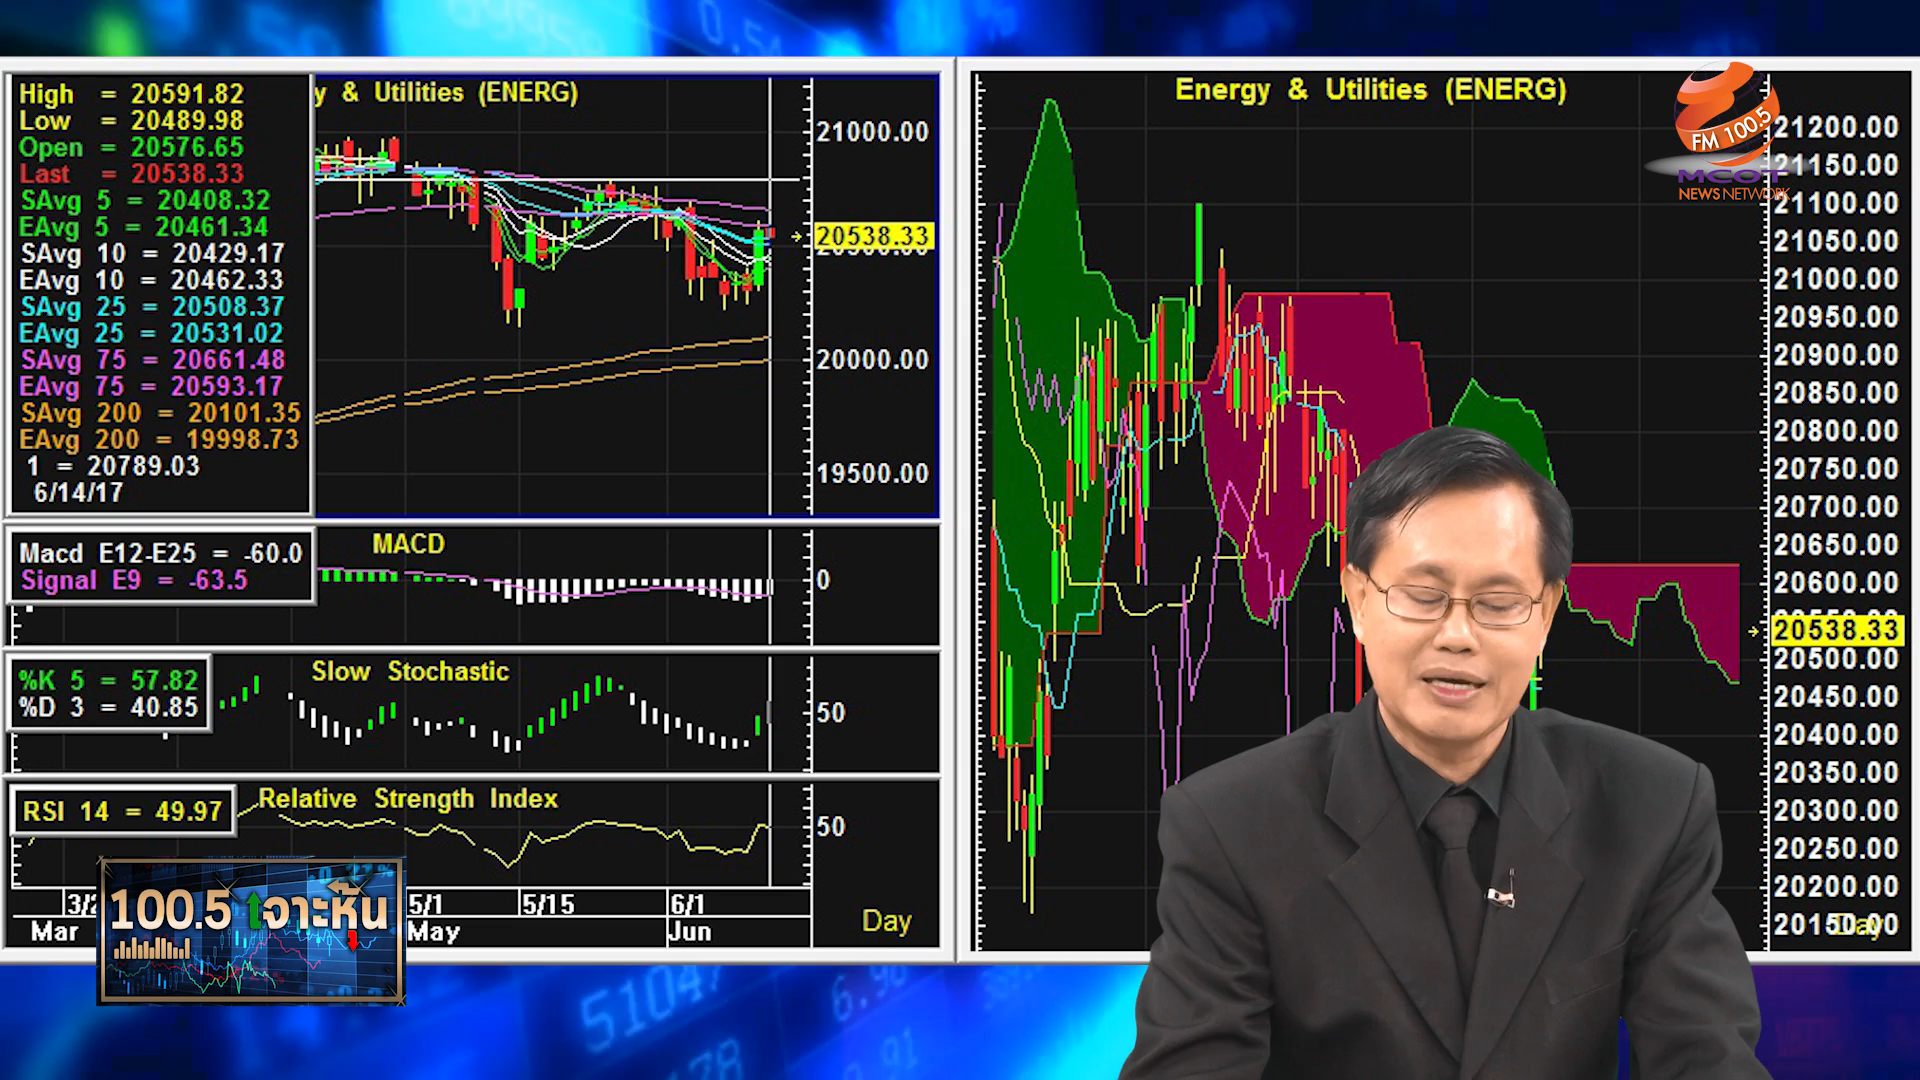 High = 20591.82
Low = 20489.98
Open = 20576.65
Last = 20538.33
SAvg 5 = 20408.32
EAvg 5 = 20461.34
SAvg 10 = 20429.17
EAvg 10 = 20462.33
SAvg 25 = 20508.37
EAvg 25 = 20531.02
SAvg 75 = 20661.48
EAvg 75 = 20593.17
SAvg 200 = 20101.35
EAvg 200 = 19998.73
1 = 20789.03
6/14/17
y & Utilities (ENERG)
21000.00
20538.33
20000.00
19500.00
Macd E12-E25 = -60.0
Signal E9 = -63.5
MACD
0
%K 5 = 57.82
%D 3 = 40.85
Slow Stochastic
50
RSI 14 = 49.97
Relative Strength Index
50
5/1
5/15
6/1
Mar
May
Jun
Day
100.5 เจาะหุ้น
Energy & Utilities (ENERG)
FM 100.5
MCOT
NEWS NETWORK
21200.00
21150.00
21100.00
21050.00
21000.00
20950.00
20900.00
20850.00
20800.00
20750.00
20700.00
20650.00
20600.00
20538.33
20500.00
20450.00
20400.00
20350.00
20300.00
20250.00
20200.00
20150.00
Day